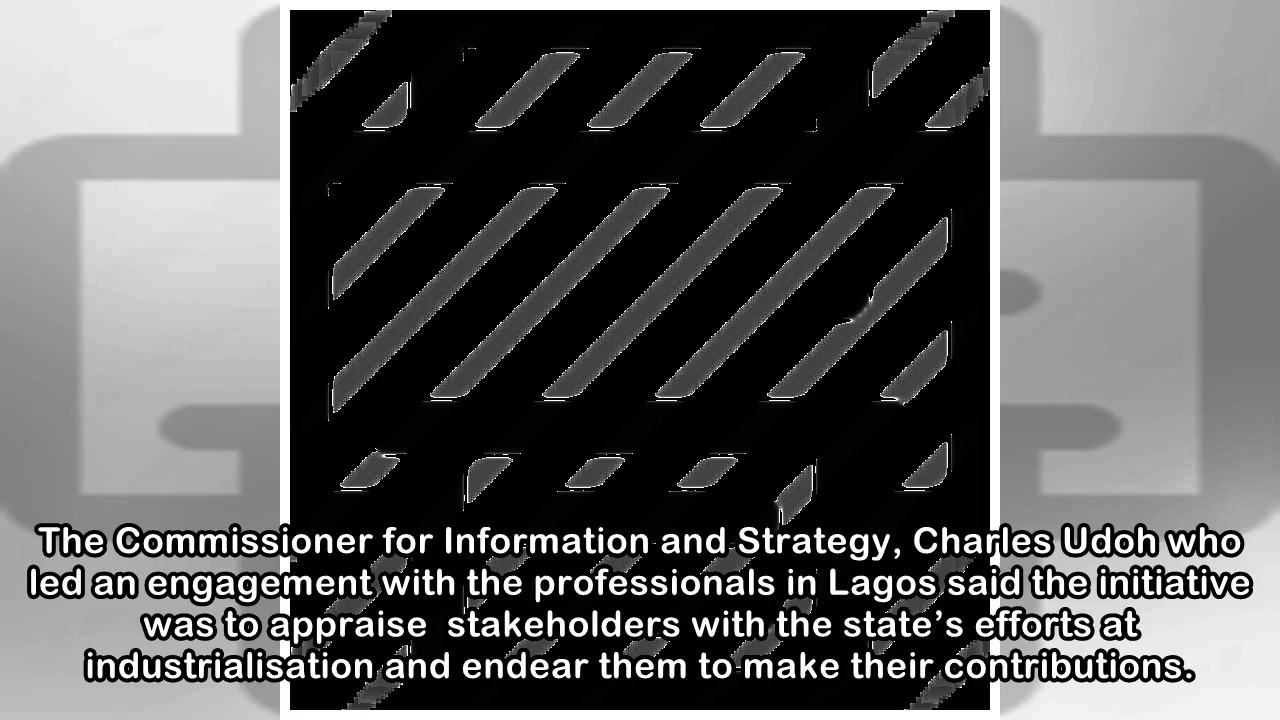 The Commissioner for Information and Strategy, Charles Udoh who
led an engagement with the professionals in Lagos said the initiative
was to appraise  stakeholders with the state’s efforts at
industrialisation and endear them to make their contributions.